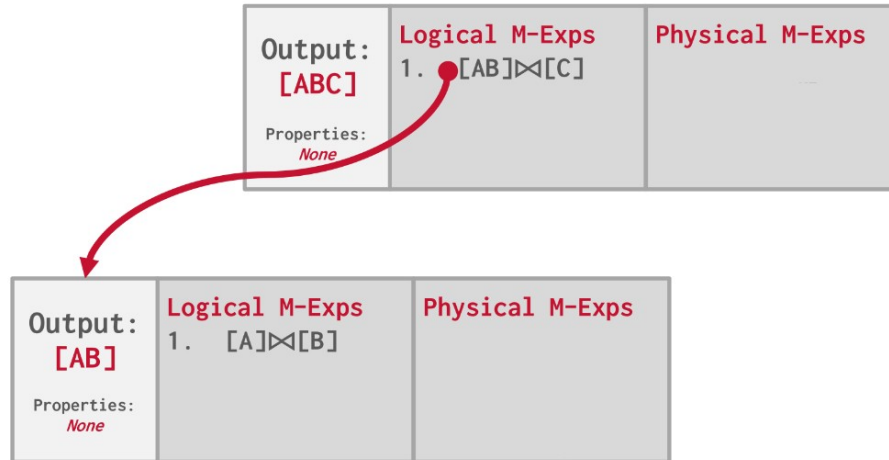 Output:
[ABC]
Properties:
None
Logical M-Exps
1. [AB]⋈[C]
Physical M-Exps
Output:
[AB]
Properties:
None
Logical M-Exps
1. [A]⋈[B]
Physical M-Exps